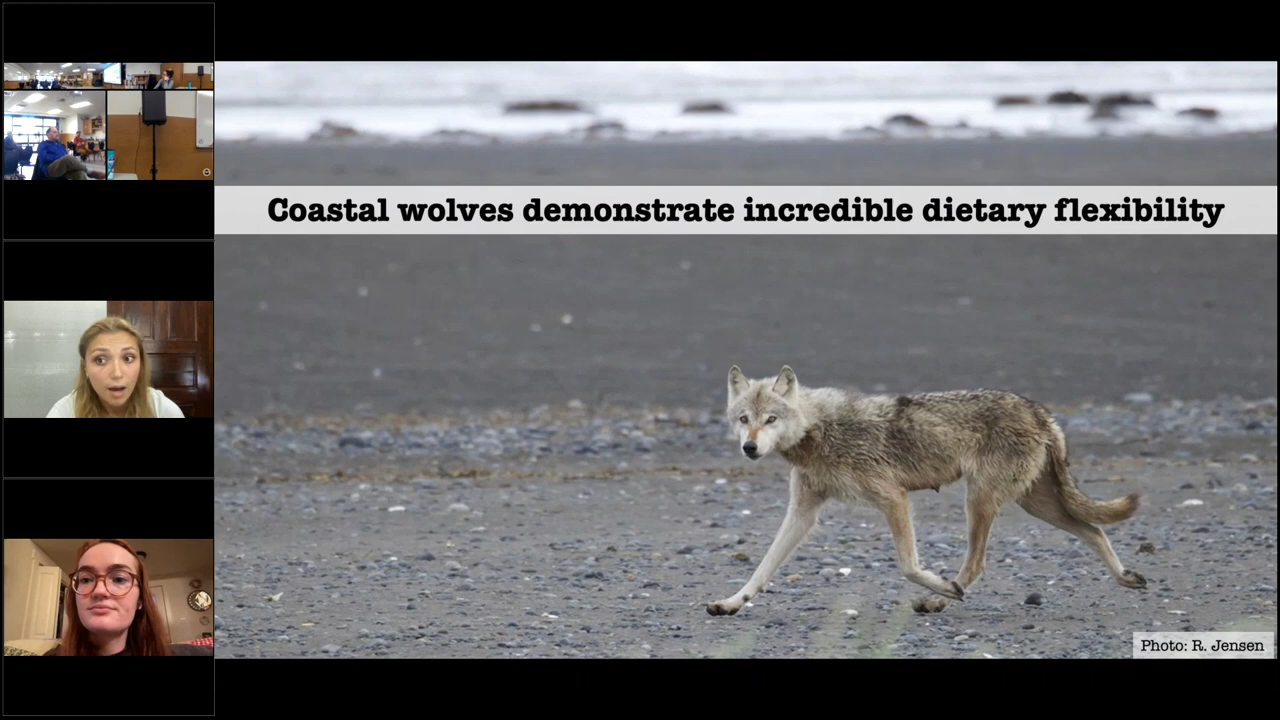 Coastal wolves demonstrate incredible dietary flexibility
Photo: R. Jensen